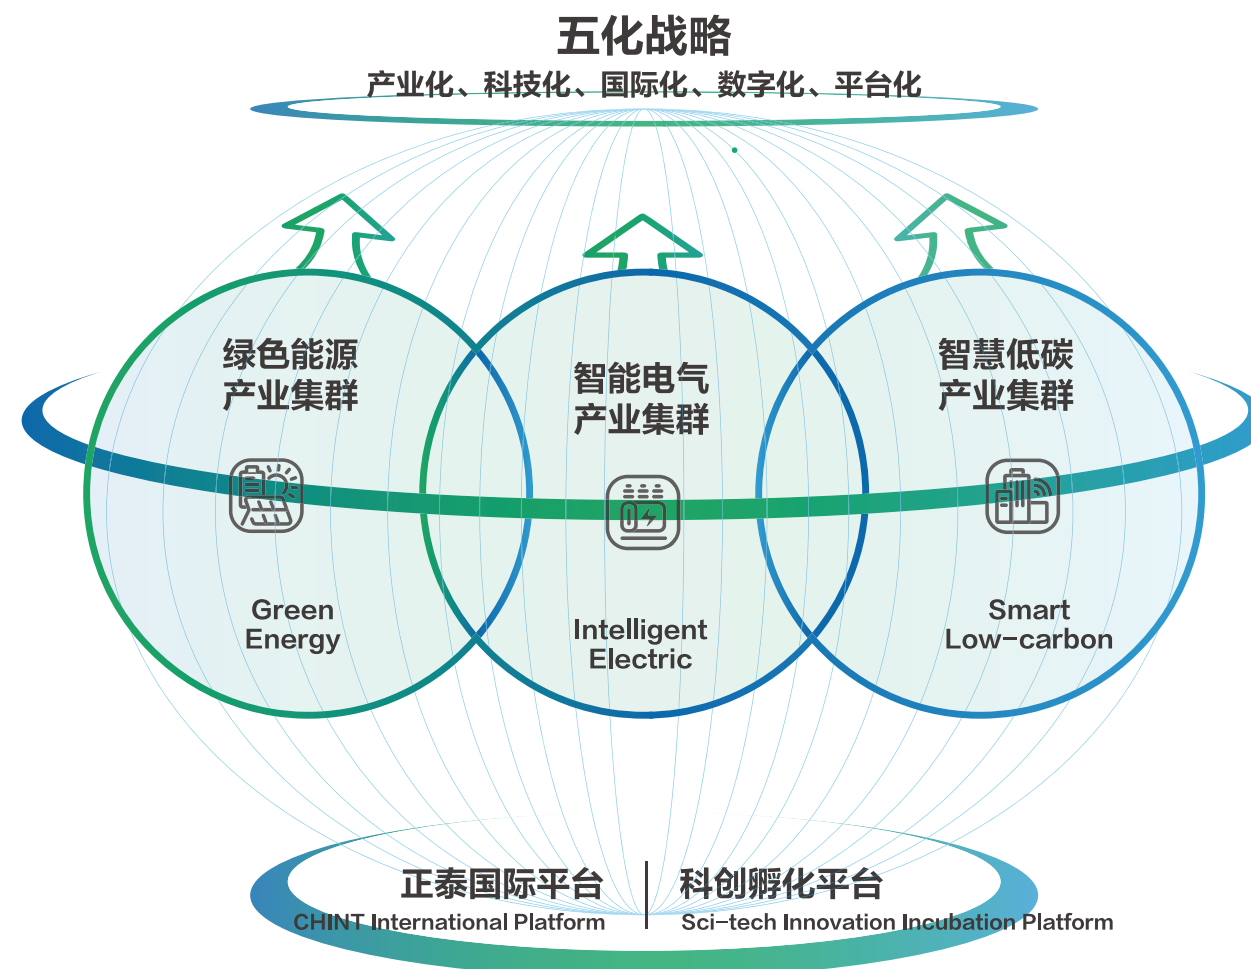 五化战略
产业化、科技化、国际化、数字化、平台化
绿色能源
产业集群
Green
Energy
智能电气
产业集群
Intelligent
Electric
智慧低碳
产业集群
Smart
Low-carbon
正泰国际平台
CHINT International Platform
科创孵化平台
Sci-tech Innovation Incubation Platform